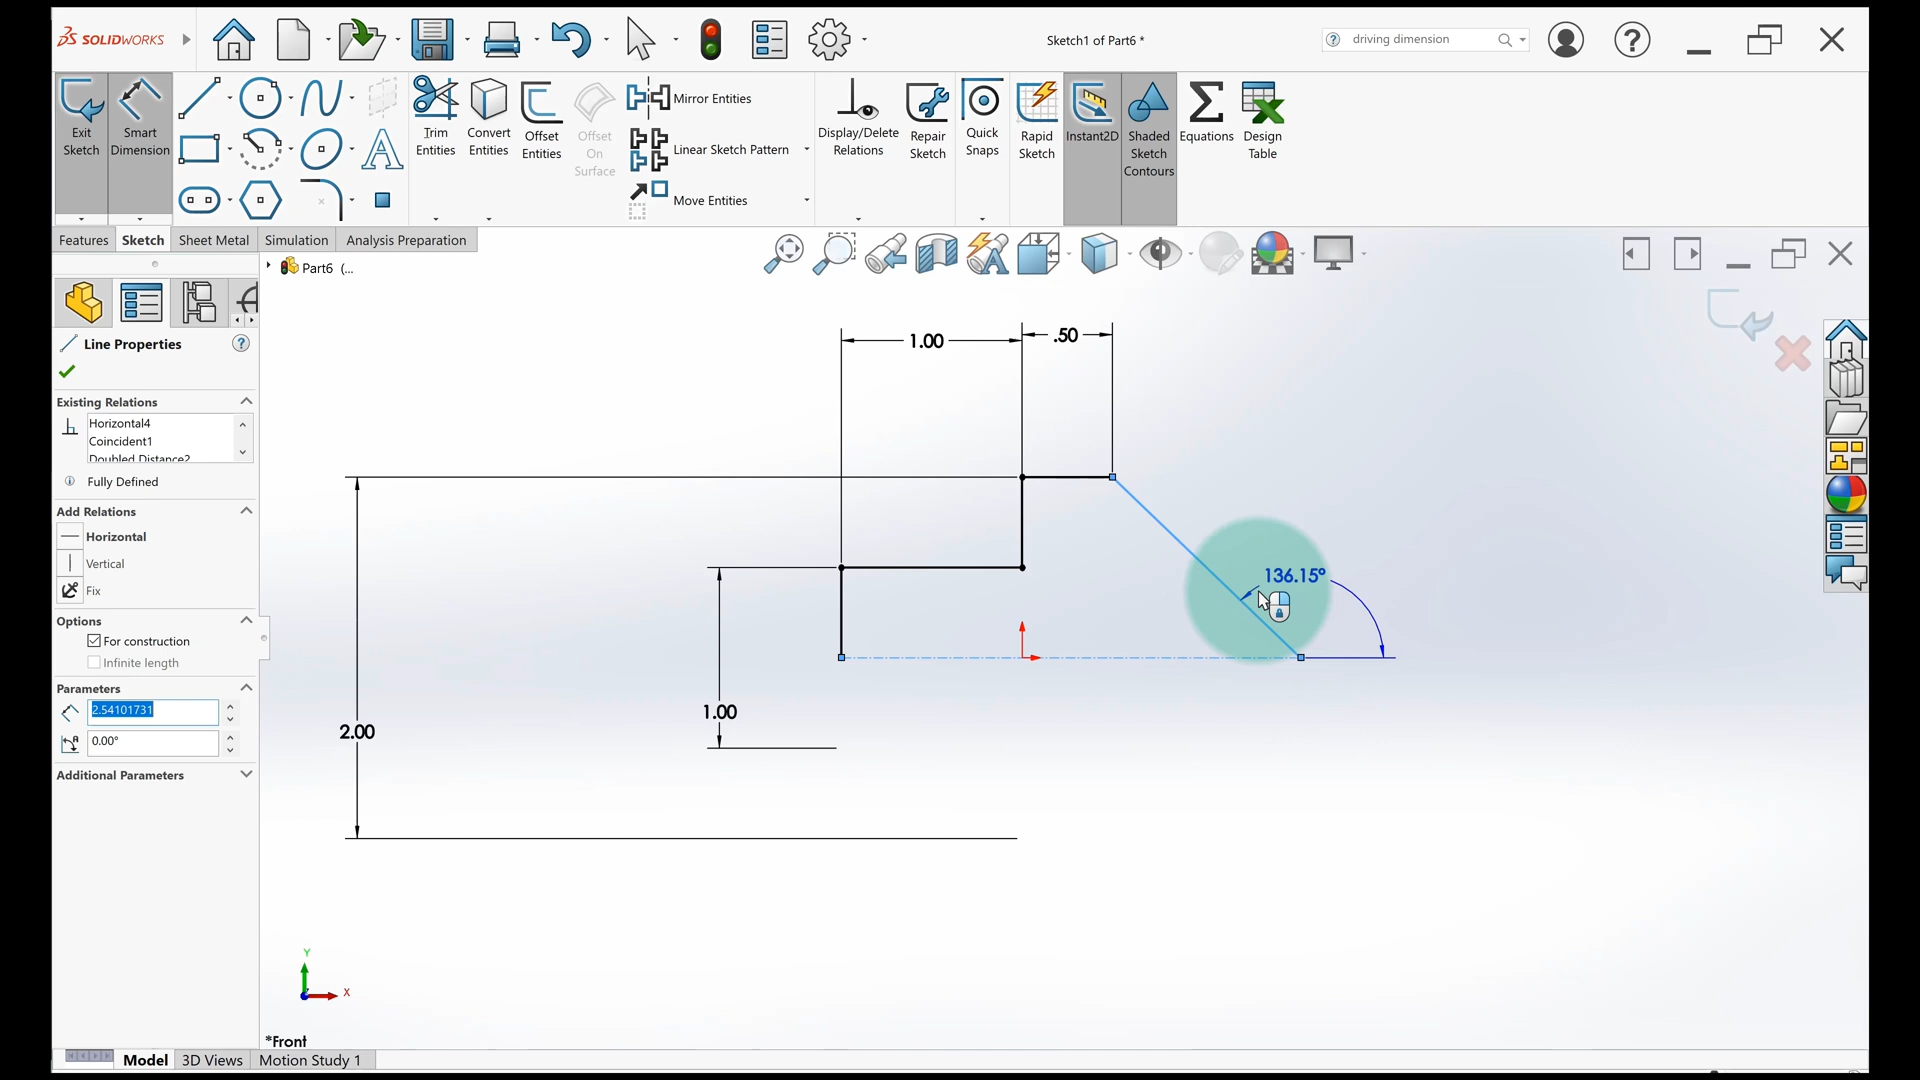 SOLIDWORKS
Sketch1 of Part6 *
driving dimension
Exit Sketch
Smart Dimension
Trim Entities
Convert Entities
Offset Entities
Offset On Surface
Mirror Entities
Linear Sketch Pattern
Move Entities
Display/Delete Relations
Repair Sketch
Quick Snaps
Rapid Sketch
Instant2D
Shaded Sketch Contours
Equations
Design Table
Features
Sketch
Sheet Metal
Simulation
Analysis Preparation
Part6 (...
Line Properties
Existing Relations
Horizontal4
Coincident1
Doubled Distance2
Fully Defined
Add Relations
Horizontal
Vertical
Fix
Options
For construction
Infinite length
Parameters
2.54101731
0.00°
Additional Parameters
1.00
.50
136.15°
1.00
2.00
Y
X
*Front
Model
3D Views
Motion Study 1